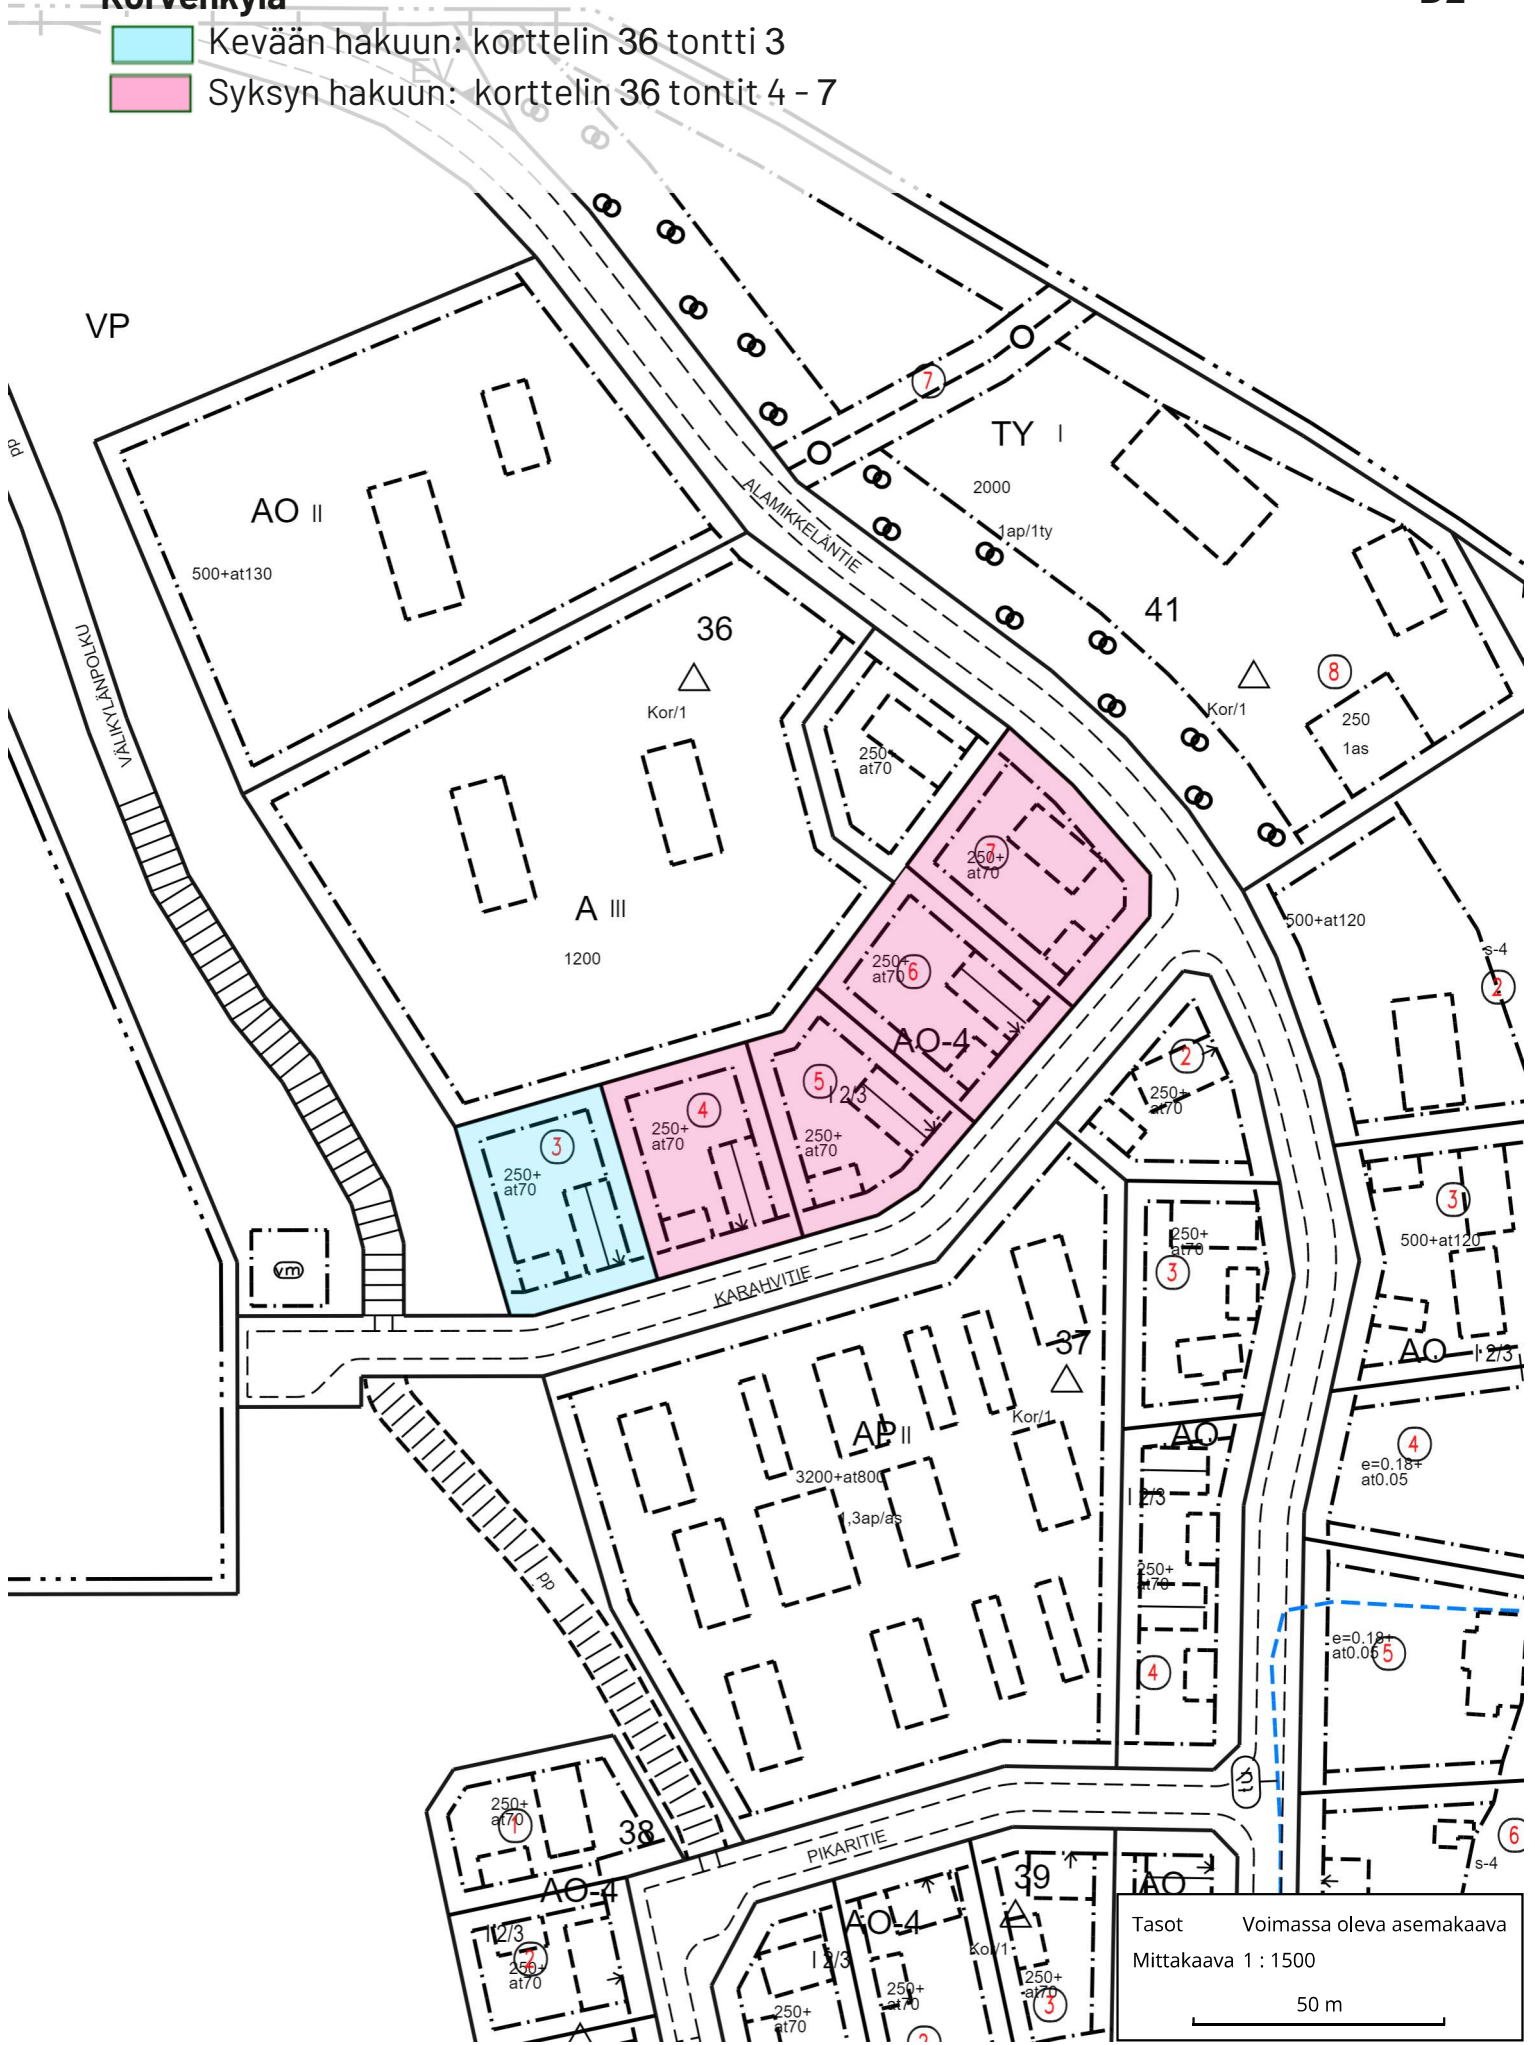 Korvenkylä
Kevään hakuun: korttelin 36 tontti 3
Syksyn hakuun: korttelin 36 tontit 4 - 7
EV
VP
pp
7
TY I
2000
1ap/1ty
ALAMIKKELÄNTIE
AO II
500+at130
VÄLIKYLÄNPOLKU
36
Kor/1
41
Kor/1
8
250
1as
250+
at70
7
250+
at70
A III
1200
500+at120
s-4
2
250+
at70
6
AO-4
5
I 2/3
250+
at70
4
250+
at70
3
250+
at70
2
250+
at70
3
500+at120
AO I 2/3
250+
at70
3
vm
KARAHVITIE
37
Kor/1
AP II
3200+at800
1,3ap/as
AO
I 2/3
250+
at70
4
4
e=0.18+
at0.05
e=0.18+
at0.05
5
pp
6
s-4
250+
at70
1
38
AO-4
I 2/3
2
250+
at70
PIKARITIE
39
AO
AO-4
I 2/3
Kor/1
250+
at70
250+
at70
250+
at70
3
Tasot Voimassa oleva asemakaava
Mittakaava 1 : 1500
50 m